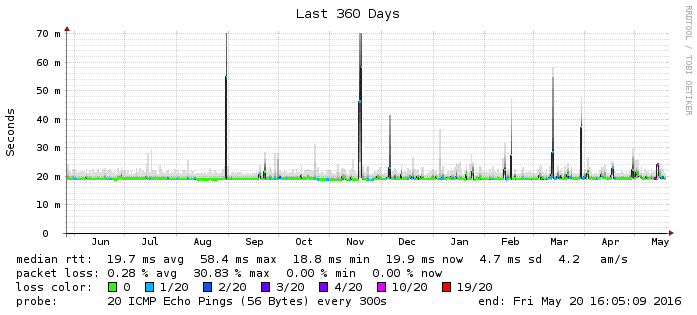 Last 360 Days
RRDTOOL / TOBI OETIKER
Seconds
70 m
60 m
50 m
40 m
30 m
20 m
10 m
0
Jun Jul Aug Sep Oct Nov Dec Jan Feb Mar Apr May
median rtt: 19.7 ms avg 58.4 ms max 18.8 ms min 19.9 ms now 4.7 ms sd 4.2 am/s
packet loss: 0.28 % avg 30.83 % max 0.00 % min 0.00 % now
loss color: 0 1/20 2/20 3/20 4/20 10/20 19/20
probe: 20 ICMP Echo Pings (56 Bytes) every 300s end: Fri May 20 16:05:09 2016